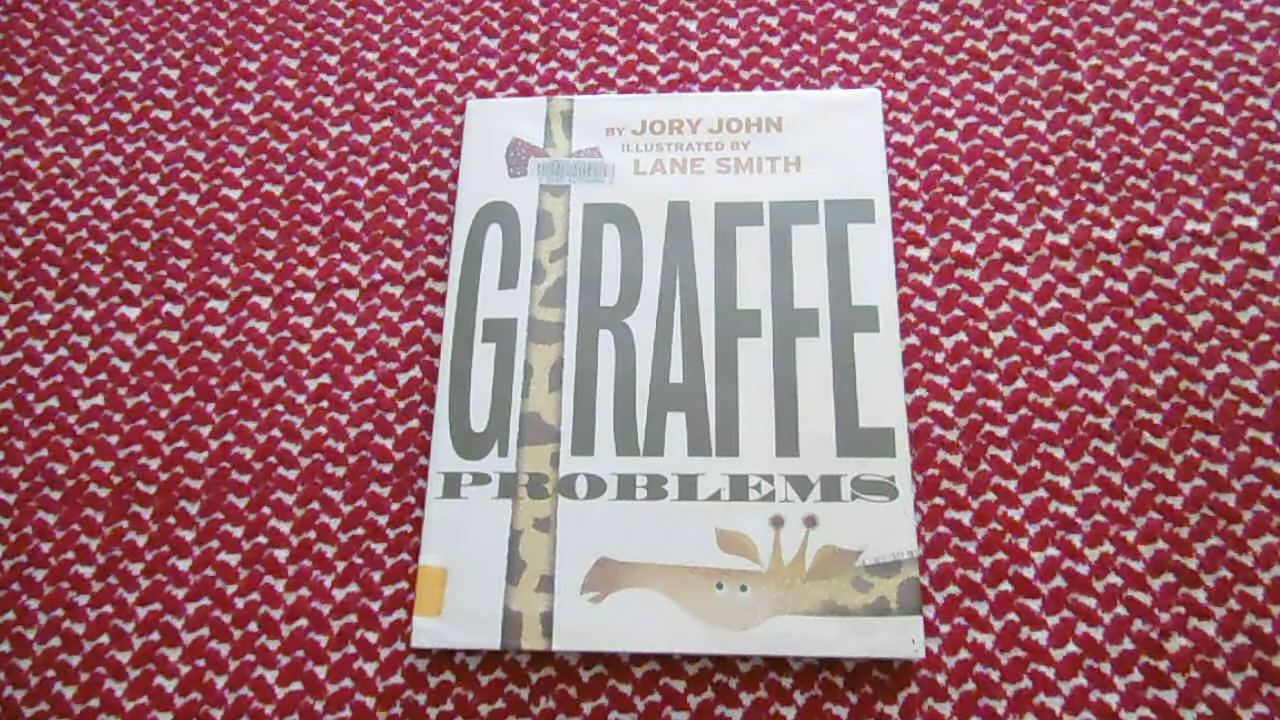 BY JORY JOHN
ILLUSTRATED BY
LANE SMITH
GIRAFFE
PROBLEMS